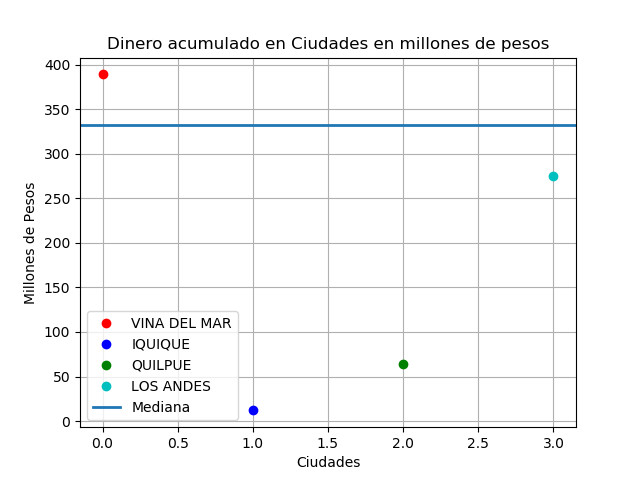 Dinero acumulado en Ciudades en millones de pesos
400
350
300
250
200
150
100
50
0
Millones de Pesos
VINA DEL MAR
IQUIQUE
QUILPUE
LOS ANDES
Mediana
0.0 0.5 1.0 1.5 2.0 2.5 3.0
Ciudades